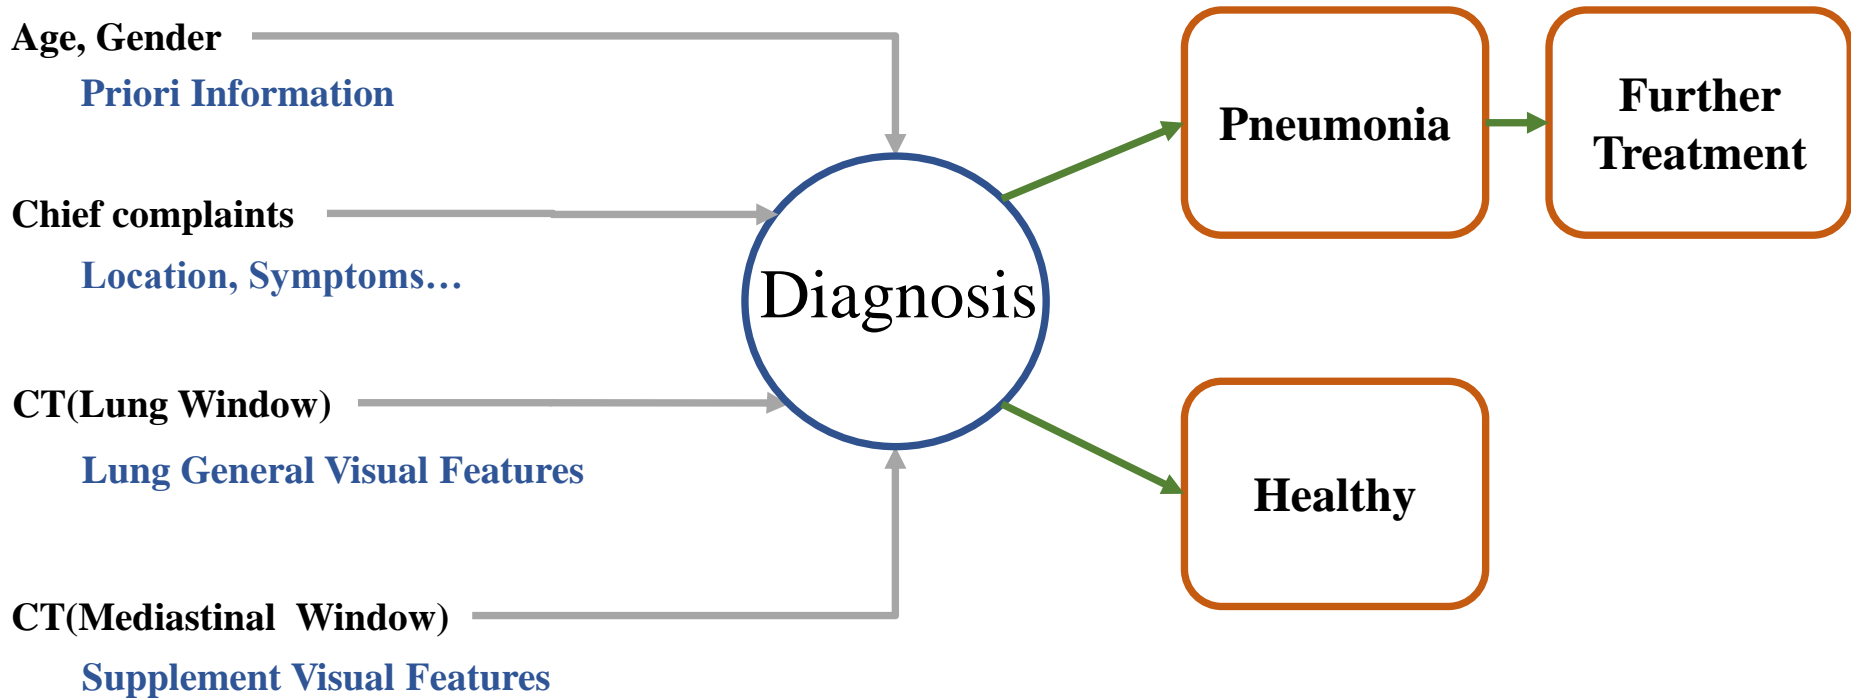 Age, Gender
Priori Information
Chief complaints
Location, Symptoms…
CT(Lung Window)
Lung General Visual Features
CT(Mediastinal Window)
Supplement Visual Features
Diagnosis
Pneumonia
Further
Treatment
Healthy